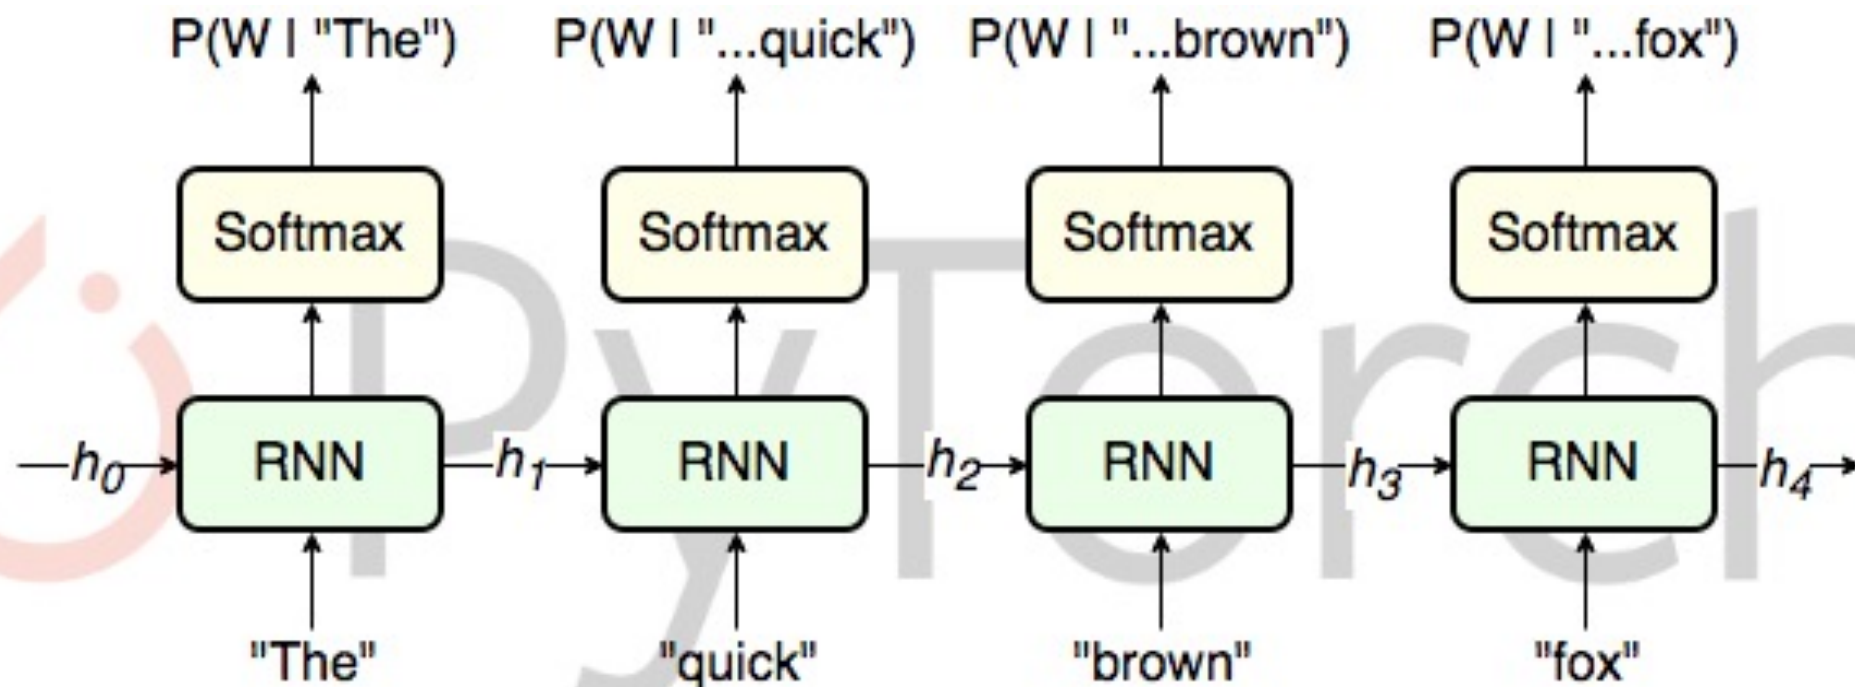 P(W | "The") P(W | "...quick") P(W | "...brown") P(W | "...fox")
Softmax Softmax Softmax Softmax
PyTorch
h0 RNN h1 RNN h2 RNN h3 RNN h4
"The" "quick" "brown" "fox"